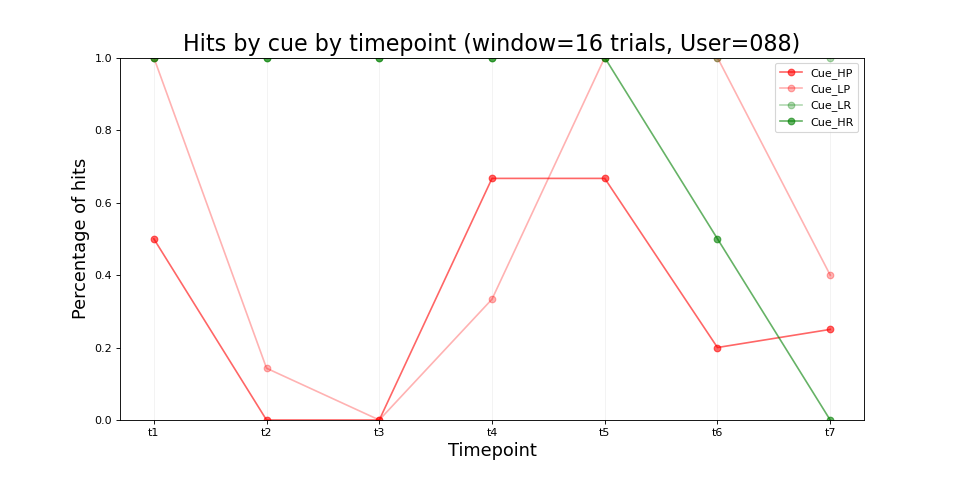 Hits by cue by timepoint (window=16 trials, User=088)
Percentage of hits
1.0
0.8
0.6
0.4
0.2
0.0
Cue_HP
Cue_LP
Cue_LR
Cue_HR
t1 t2 t3 t4 t5 t6 t7
Timepoint